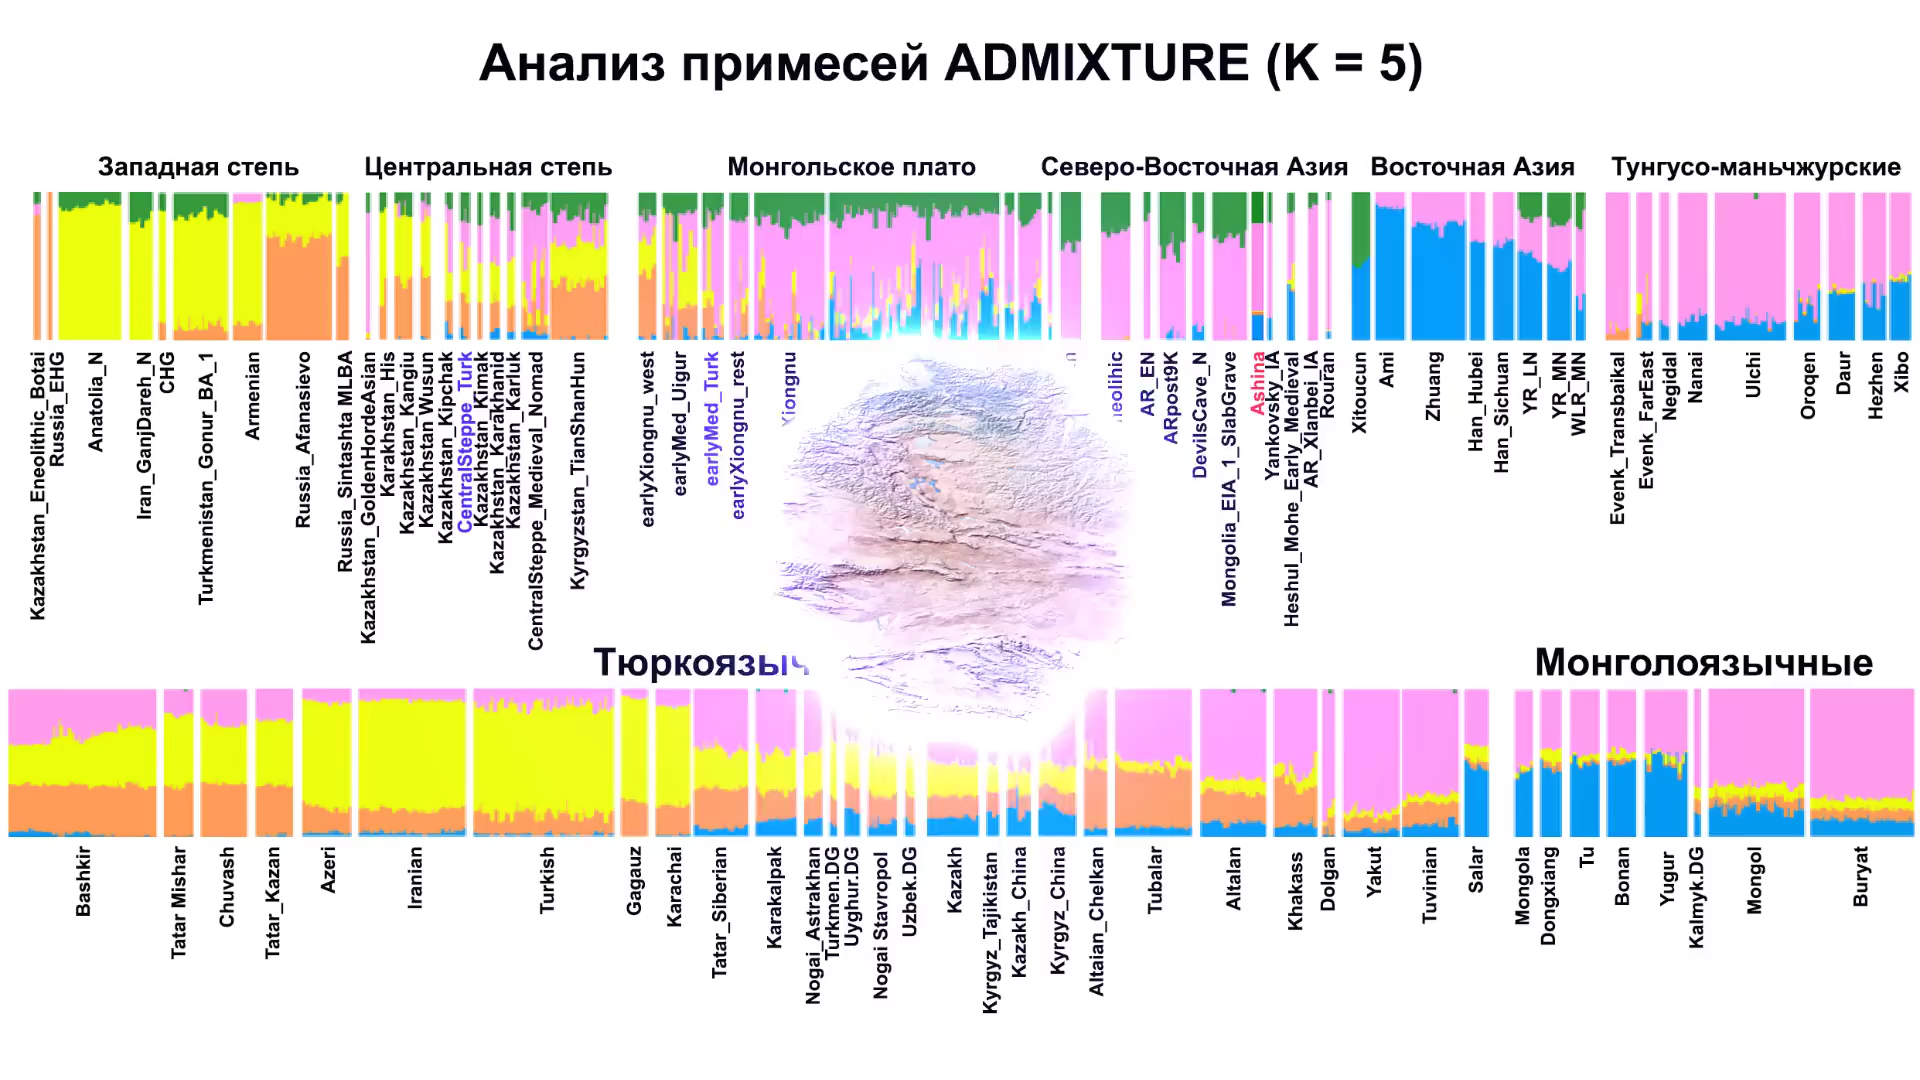 Анализ примесей ADMIXTURE (K = 5)
Западная степь
Центральная степь
Монгольское плато
Северо-Восточная Азия
Восточная Азия
Тунгусо-маньчжурские
Kazakhstan_Eneolithic_Botai
Russia_EHG
Anatolia_N
Iran_GanjDareh_N
CHG
Turkmenistan_Gonur_BA_1
Armenian
Russia_Afanasievo
Russia_Sintashta MLBA
Kazakhstan_GoldenHordeAsian
Karakhstan_His
Kazakhstan_Kangiu
Kazakhstan Wusun
Kazakhstan_Kipchak
CentralSteppe_Turk
Kazakhstan_Kimak
Kazakhstan_Karakhanid
Kazakhstan_Karluk
CentralSteppe_Medieval_Nomad
Kyrgyzstan_TianShanHun
earlyXiongnu_west
earlyMed_Uigur
earlyMed_Turk
earlyXiongnu_rest
Xiongnu
AR_EN
ARpost9K
DevilsCave_N
Mongolia_EIA_1_SlabGrave
Ashina
Yankovsky_IA
Heshui_Mohe_Early_Medieval
AR_Xianbei_IA
Rouran
Xitoucun
Ami
Zhuang
Han_Hubei
Han_Sichuan
YR_LN
YR_MN
WLR_MN
Evenk_Transbaikal
Evenk_FarEast
Negidal
Nanai
Ulchi
Oroqen
Daur
Hezhen
Xibo
Тюркоязыч
Монголоязычные
Bashkir
Tatar Mishar
Chuvash
Tatar_Kazan
Azeri
Iranian
Turkish
Gagauz
Karachai
Tatar_Siberian
Karakalpak
Nogai_Astrakhan
Turkmen.DG
Uyghur.DG
Nogai Stavropol
Uzbek.DG
Kazakh
Kyrgyz_Tajikistan
Kazakh_China
Kyrgyz_China
Altaian_Chelkan
Tubalar
Altaian
Khakass
Dolgan
Yakut
Tuvinian
Salar
Mongola
Dongxiang
Tu
Bonan
Yugur
Kalmyk.DG
Mongol
Buryat